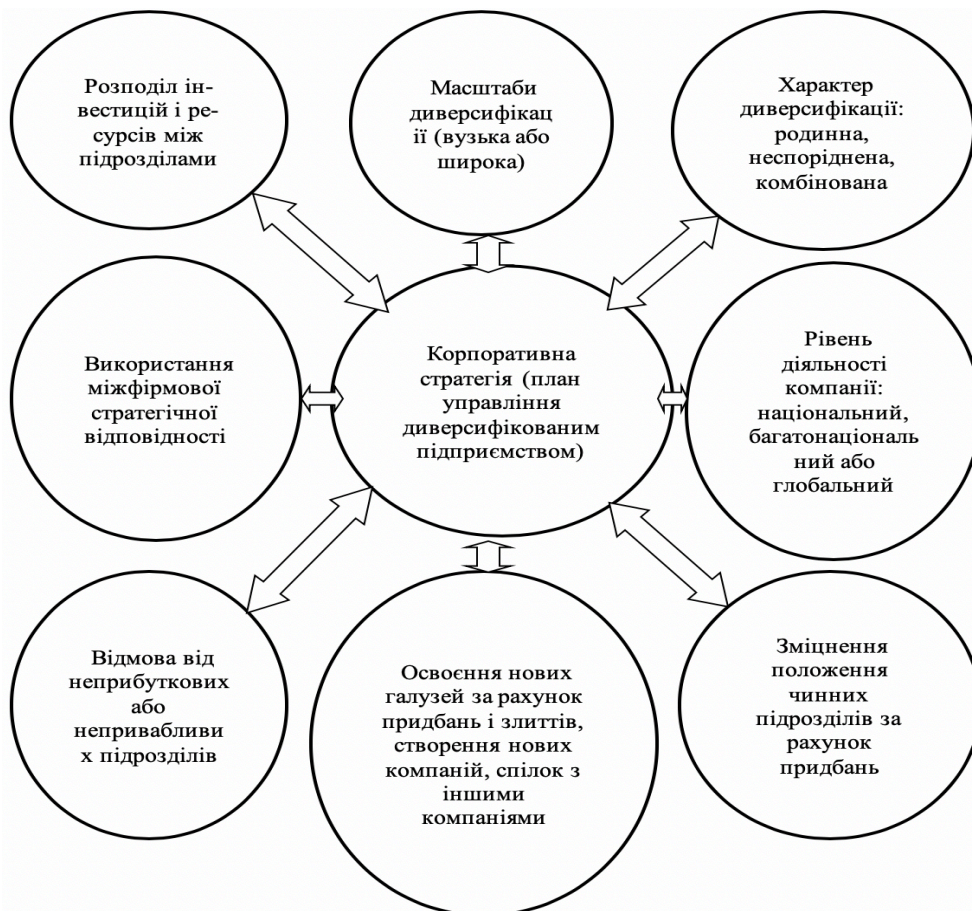 Розподіл ін-
вестицій і ре-
сурсів між
підрозділами
Масштаби
диверсифікац
ії (вузька або
широка)
Характер
диверсифікації:
родинна,
неспоріднена,
комбінована
Використання
міжфірмової
стратегічної
відповідності
Корпоративна
стратегія (план
управління
диверсифікованим
підприємством)
Рівень
діяльності
компанії:
національний,
багатонаціональ
ний або
глобальний
Відмова від
неприбуткових
або
непривабливи
х підрозділів
Освоєння нових
галузей за рахунок
придбань і злиттів,
створення нових
компаній, спілок з
іншими
компаніями
Зміцнення
положення
чинних
підрозділів за
рахунок
придбань